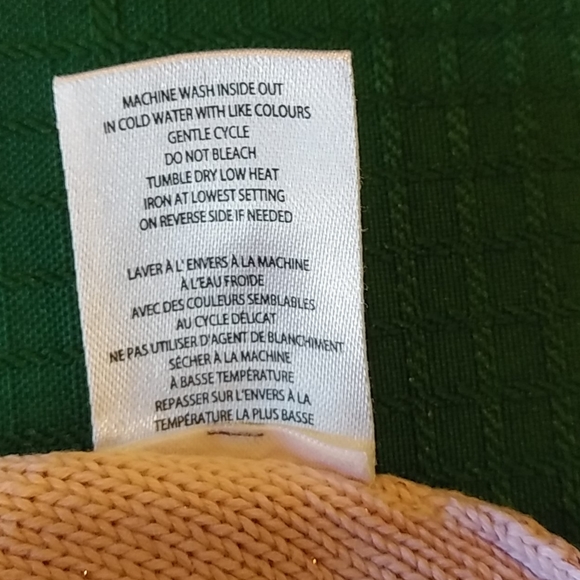 MACHINE WASH INSIDE OUT
IN COLD WATER WITH LIKE COLOURS
GENTLE CYCLE
DO NOT BLEACH
TUMBLE DRY LOW HEAT
IRON AT LOWEST SETTING
ON REVERSE SIDE IF NEEDED
LAVER À L' ENVERS À LA MACHINE
À L'EAU FROIDE
AVEC DES COULEURS SEMBLABLES
AU CYCLE DÉLICAT
NE PAS UTILISER D'AGENT DE BLANCHIMENT
SÉCHER À LA MACHINE
À BASSE TEMPÉRATURE
REPASSER SUR L'ENVERS À LA
TEMPÉRATURE LA PLUS BASSE